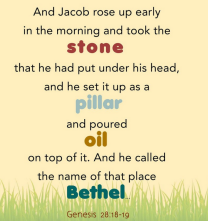 And Jacob rose up early
in the morning and took the
stone
that he had put under his head,
and he set it up as a
pillar
and poured
oil
on top of it. And he called
the name of that place
Bethel
Genesis 28:18-19